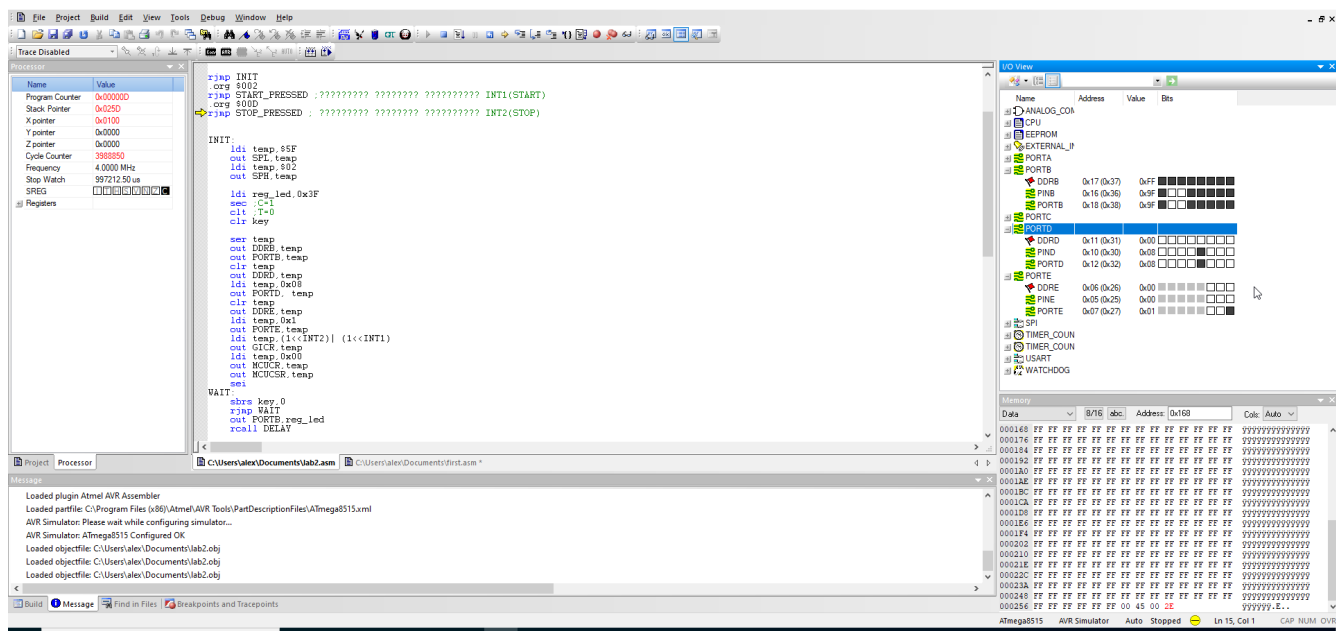 File Project Build Edit View Tools Debug Window Help
Trace Disabled
Processor
Name Value
Program Counter 0x00000D
Stack Pointer 0x025D
X pointer 0x0100
Y pointer 0x0000
Z pointer 0x0000
Cycle Counter 3988850
Frequency 4.0000 MHz
Stop Watch 997212.50 us
SREG I T H S V N Z C
Registers
Project Processor
rjmp INIT
.org $002
rjmp START_PRESSED ;????????? ???????? ?????????? INT1(START)
.org $00D
rjmp STOP_PRESSED ; ????????? ???????? ?????????? INT2(STOP)
INIT:
ldi temp,$5F
out SPL,temp
ldi temp,$02
out SPH,temp
ldi reg_led,0x3F
sec ;C=1
clt ;T=0
clr key
ser temp
out DDRB,temp
out PORTB,temp
clr temp
out DDRD,temp
ldi temp,0x08
out PORTD, temp
clr temp
out DDRE,temp
ldi temp,0x1
out PORTE,temp
ldi temp,(1<<INT2)| (1<<INT1)
out GICR,temp
ldi temp,0x00
out MCUCR,temp
out MCUCSR,temp
sei
WAIT:
sbrs key,0
rjmp WAIT
out PORTB,reg_led
rcall DELAY
C:\Users\alex\Documents\lab2.asm C:\Users\alex\Documents\first.asm *
I/O View
Name Address Value Bits
ANALOG_COM
CPU
EEPROM
EXTERNAL_IN
PORTA
PORTB
DDRB 0x17 (0x37) 0xFF
PINB 0x16 (0x36) 0x9F
PORTB 0x18 (0x38) 0x9F
PORTC
PORTD
DDRD 0x11 (0x31) 0x00
PIND 0x10 (0x30) 0x08
PORTD 0x12 (0x32) 0x08
PORTE
DDRE 0x06 (0x26) 0x00
PINE 0x05 (0x25) 0x00
PORTE 0x07 (0x27) 0x01
SPI
TIMER_COUN
TIMER_COUN
USART
WATCHDOG
Memory
Data 8/16 abc. Address: 0x168 Cols: Auto
000168 FF FF FF FF FF FF FF FF FF FF FF FF FF FF ÿÿÿÿÿÿÿÿÿÿÿÿÿÿ
000176 FF FF FF FF FF FF FF FF FF FF FF FF FF FF ÿÿÿÿÿÿÿÿÿÿÿÿÿÿ
000184 FF FF FF FF FF FF FF FF FF FF FF FF FF FF ÿÿÿÿÿÿÿÿÿÿÿÿÿÿ
000192 FF FF FF FF FF FF FF FF FF FF FF FF FF FF ÿÿÿÿÿÿÿÿÿÿÿÿÿÿ
0001A0 FF FF FF FF FF FF FF FF FF FF FF FF FF FF ÿÿÿÿÿÿÿÿÿÿÿÿÿÿ
0001AE FF FF FF FF FF FF FF FF FF FF FF FF FF FF ÿÿÿÿÿÿÿÿÿÿÿÿÿÿ
0001BC FF FF FF FF FF FF FF FF FF FF FF FF FF FF ÿÿÿÿÿÿÿÿÿÿÿÿÿÿ
0001CA FF FF FF FF FF FF FF FF FF FF FF FF FF FF ÿÿÿÿÿÿÿÿÿÿÿÿÿÿ
0001D8 FF FF FF FF FF FF FF FF FF FF FF FF FF FF ÿÿÿÿÿÿÿÿÿÿÿÿÿÿ
0001E6 FF FF FF FF FF FF FF FF FF FF FF FF FF FF ÿÿÿÿÿÿÿÿÿÿÿÿÿÿ
0001F4 FF FF FF FF FF FF FF FF FF FF FF FF FF FF ÿÿÿÿÿÿÿÿÿÿÿÿÿÿ
000202 FF FF FF FF FF FF FF FF FF FF FF FF FF FF ÿÿÿÿÿÿÿÿÿÿÿÿÿÿ
000210 FF FF FF FF FF FF FF FF FF FF FF FF FF FF ÿÿÿÿÿÿÿÿÿÿÿÿÿÿ
00021E FF FF FF FF FF FF FF FF FF FF FF FF FF FF ÿÿÿÿÿÿÿÿÿÿÿÿÿÿ
00022C FF FF FF FF FF FF FF FF FF FF FF FF FF FF ÿÿÿÿÿÿÿÿÿÿÿÿÿÿ
00023A FF FF FF FF FF FF FF FF FF FF FF FF FF FF ÿÿÿÿÿÿÿÿÿÿÿÿÿÿ
000248 FF FF FF FF FF FF FF FF FF FF FF FF FF FF ÿÿÿÿÿÿÿÿÿÿÿÿÿÿ
000256 FF FF FF FF FF FF 00 45 00 2E ÿÿÿÿÿÿ.E..
Message
Loaded plugin Atmel AVR Assembler
Loaded partfile: C:\Program Files (x86)\Atmel\AVR Tools\PartDescriptionFiles\ATmega8515.xml
AVR Simulator: Please wait while configuring simulator...
AVR Simulator: ATmega8515 Configured OK
Loaded objectfile: C:\Users\alex\Documents\lab2.obj
Loaded objectfile: C:\Users\alex\Documents\lab2.obj
Loaded objectfile: C:\Users\alex\Documents\lab2.obj
Build Message Find in Files Breakpoints and Tracepoints
ATmega8515 AVR Simulator Auto Stopped Ln 15, Col 1 CAP NUM OVR